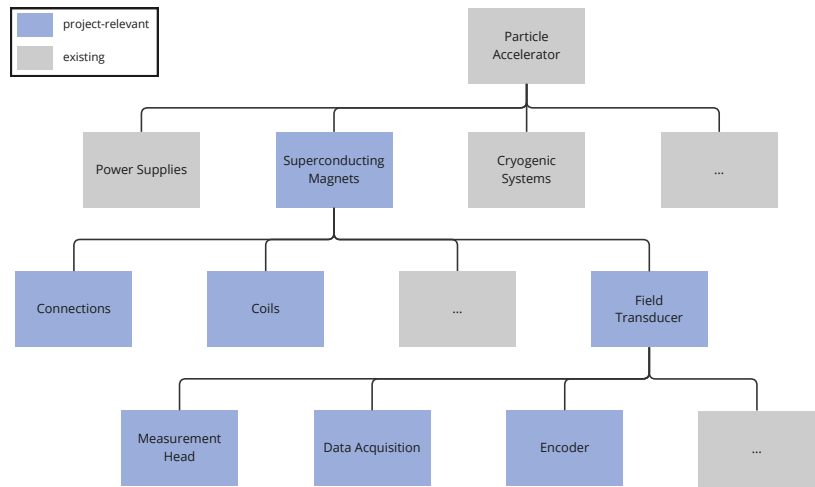 project-relevant
existing
Particle
Accelerator
Power Supplies
Superconducting
Magnets
Cryogenic
Systems
...
Connections
Coils
...
Field
Transducer
Measurement
Head
Data Acquisition
Encoder
...